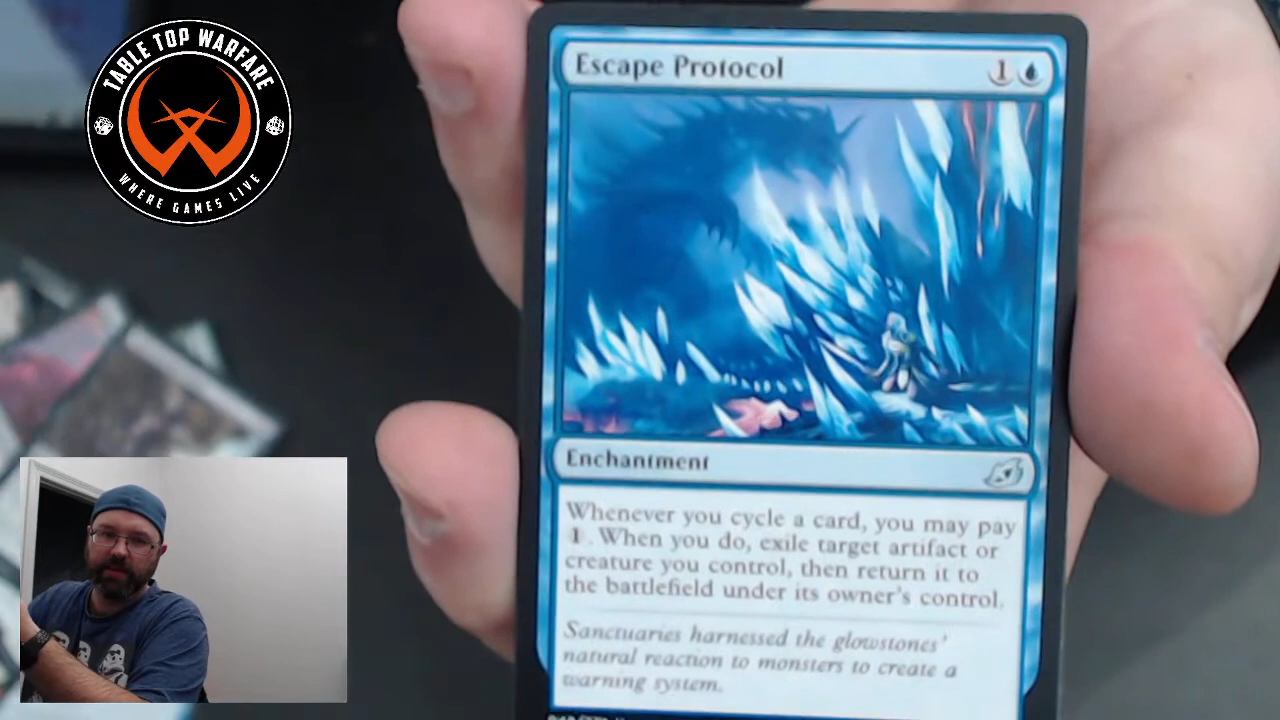 TABLE TOP WARFARE
WHERE GAMES LIVE
Escape Protocol 1
Enchantment
Whenever you cycle a card, you may pay
1. When you do, exile target artifact or
creature you control, then return it to
the battlefield under its owner's control.
Sanctuaries harnessed the glowstones'
natural reaction to monsters to create a
warning system.